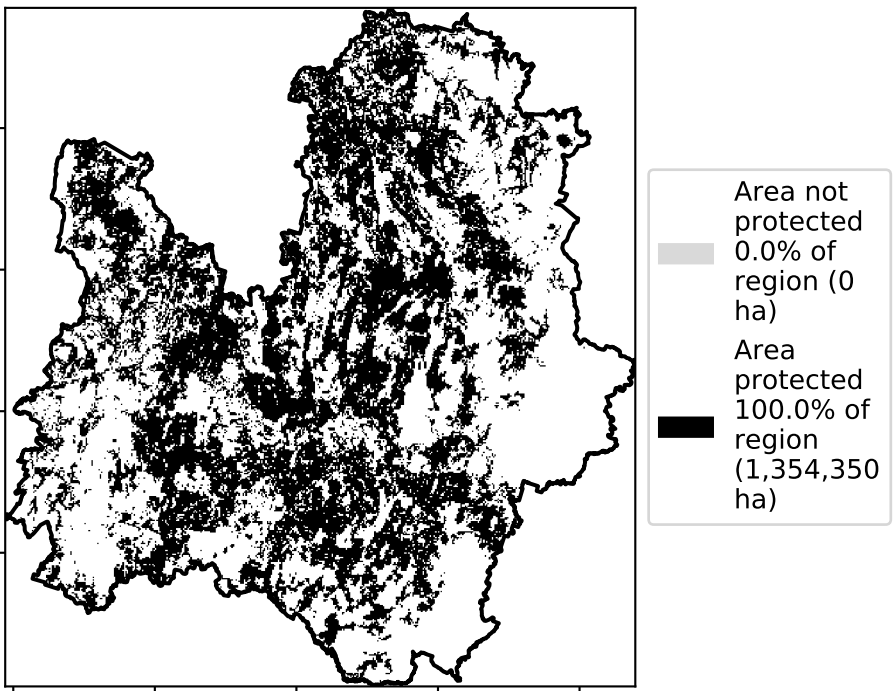 Area not
protected
0.0% of
region (0
ha)
Area
protected
100.0% of
region
(1,354,350
ha)